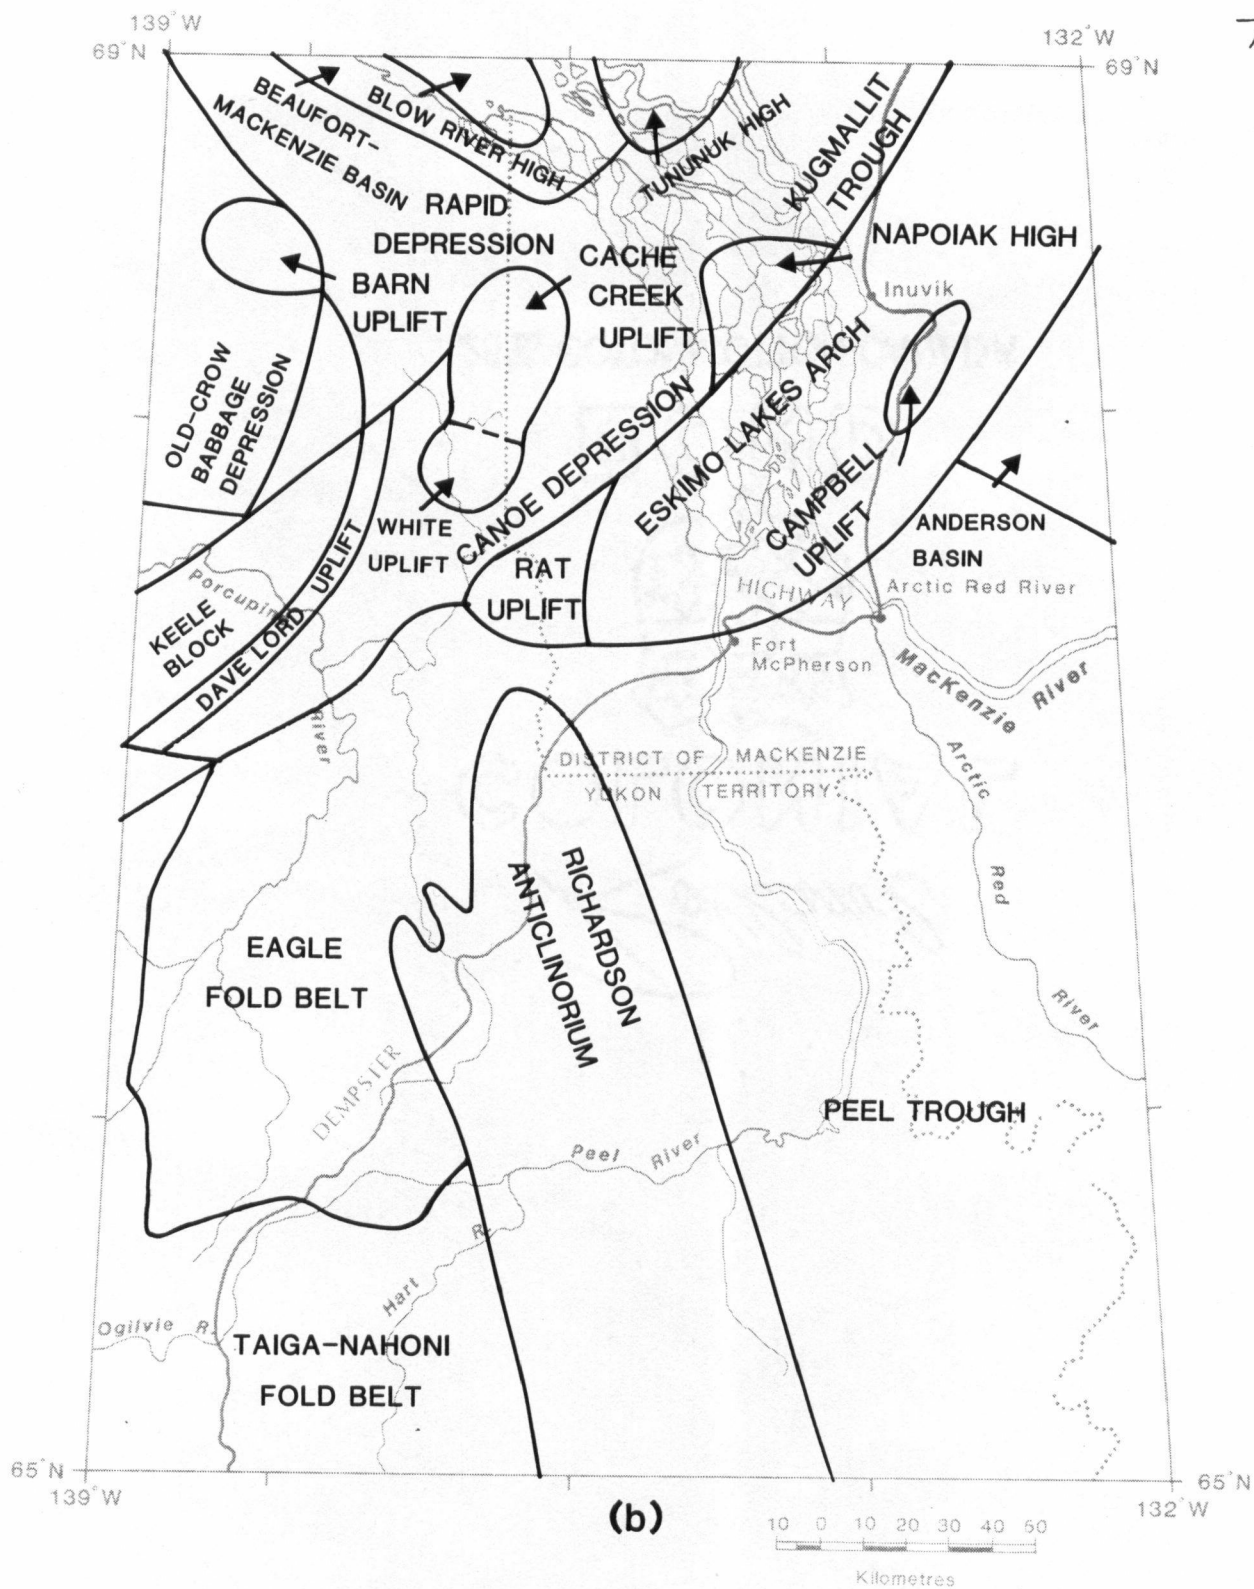 139°W
69°N
132°W
69°N
7
BEAUFORT-
MACKENZIE BASIN
BLOW RIVER HIGH
TUNUNUK HIGH
KUGMALLIT
TROUGH
RAPID
DEPRESSION
NAPOIAK HIGH
BARN
UPLIFT
CACHE
CREEK
UPLIFT
Inuvik
OLD-CROW
BABBAGE
DEPRESSION
ESKIMO LAKES ARCH
CANOE DEPRESSION
CAMPBELL
UPLIFT
WHITE
UPLIFT
ANDERSON
BASIN
RAT
UPLIFT
HIGHWAY
Arctic Red River
Porcupine
River
KEELE
BLOCK
DAVE LORD UPLIFT
Fort
McPherson
MacKenzie River
DISTRICT OF MACKENZIE
YUKON TERRITORY
Arctic
Red
River
RICHARDSON
ANTICLINORIUM
EAGLE
FOLD BELT
DEMPSTER
PEEL TROUGH
Peel River
Hart R.
Ogilvie R.
TAIGA-NAHONI
FOLD BELT
65°N
139°W
65°N
132°W
(b)
10 0 10 20 30 40 50
Kilometres